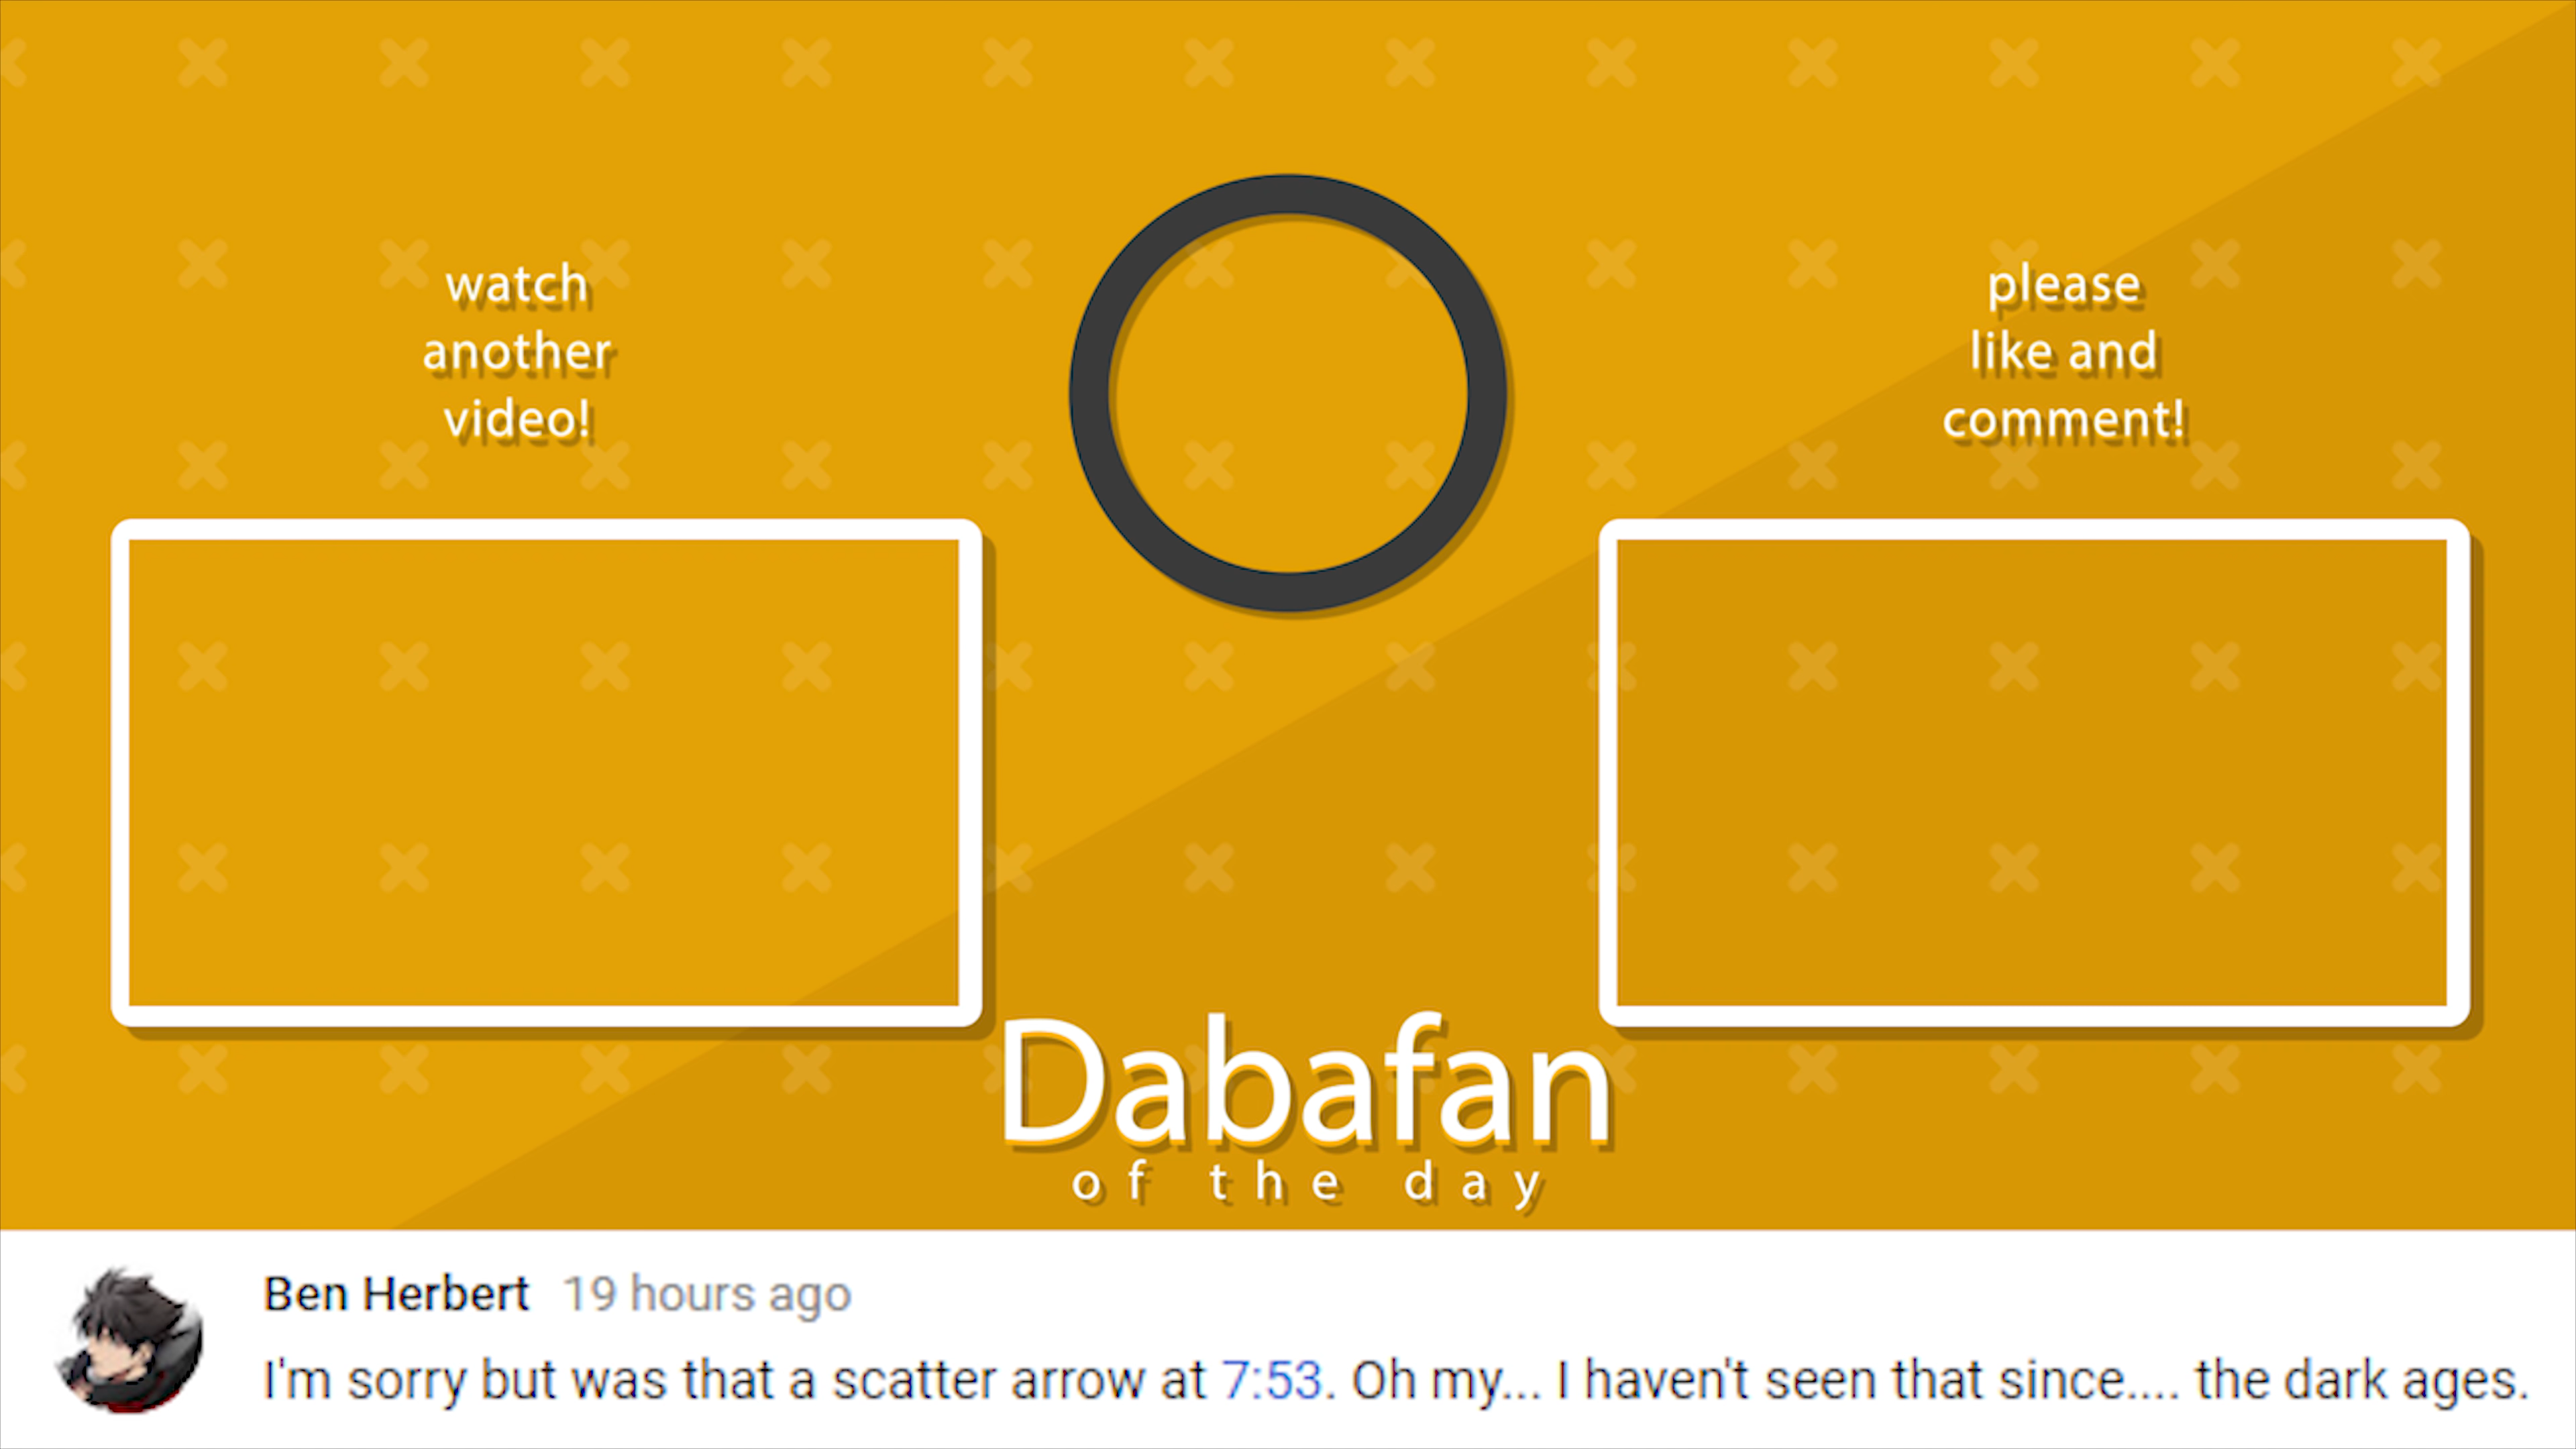 watch
another
video!
please
like and
comment!
Dabafan
of the day
Ben Herbert 19 hours ago
I'm sorry but was that a scatter arrow at 7:53. Oh my... I haven't seen that since.... the dark ages.